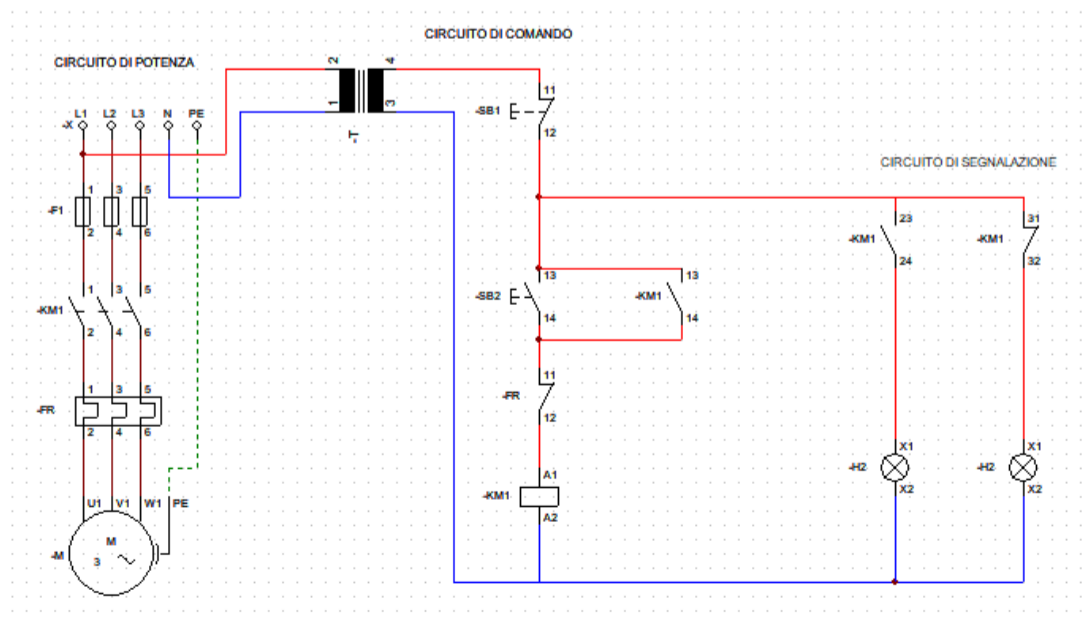 CIRCUITO DI COMANDO
CIRCUITO DI POTENZA
2 4
1 3
-T
L1 L2 L3 N PE
-X
11
-SB1
12
CIRCUITO DI SEGNALAZIONE
1 3 5
-F1
2 4 6
23 31
-KM1 -KM1
24 32
13 13
-SB2 -KM1
14 14
1 3 5
-KM1
2 4 6
11
-FR
12
1 3 5
-FR
2 4 6
X1 X1
-H2 -H2
X2 X2
A1
-KM1
A2
U1 V1 W1 PE
-M
M
3